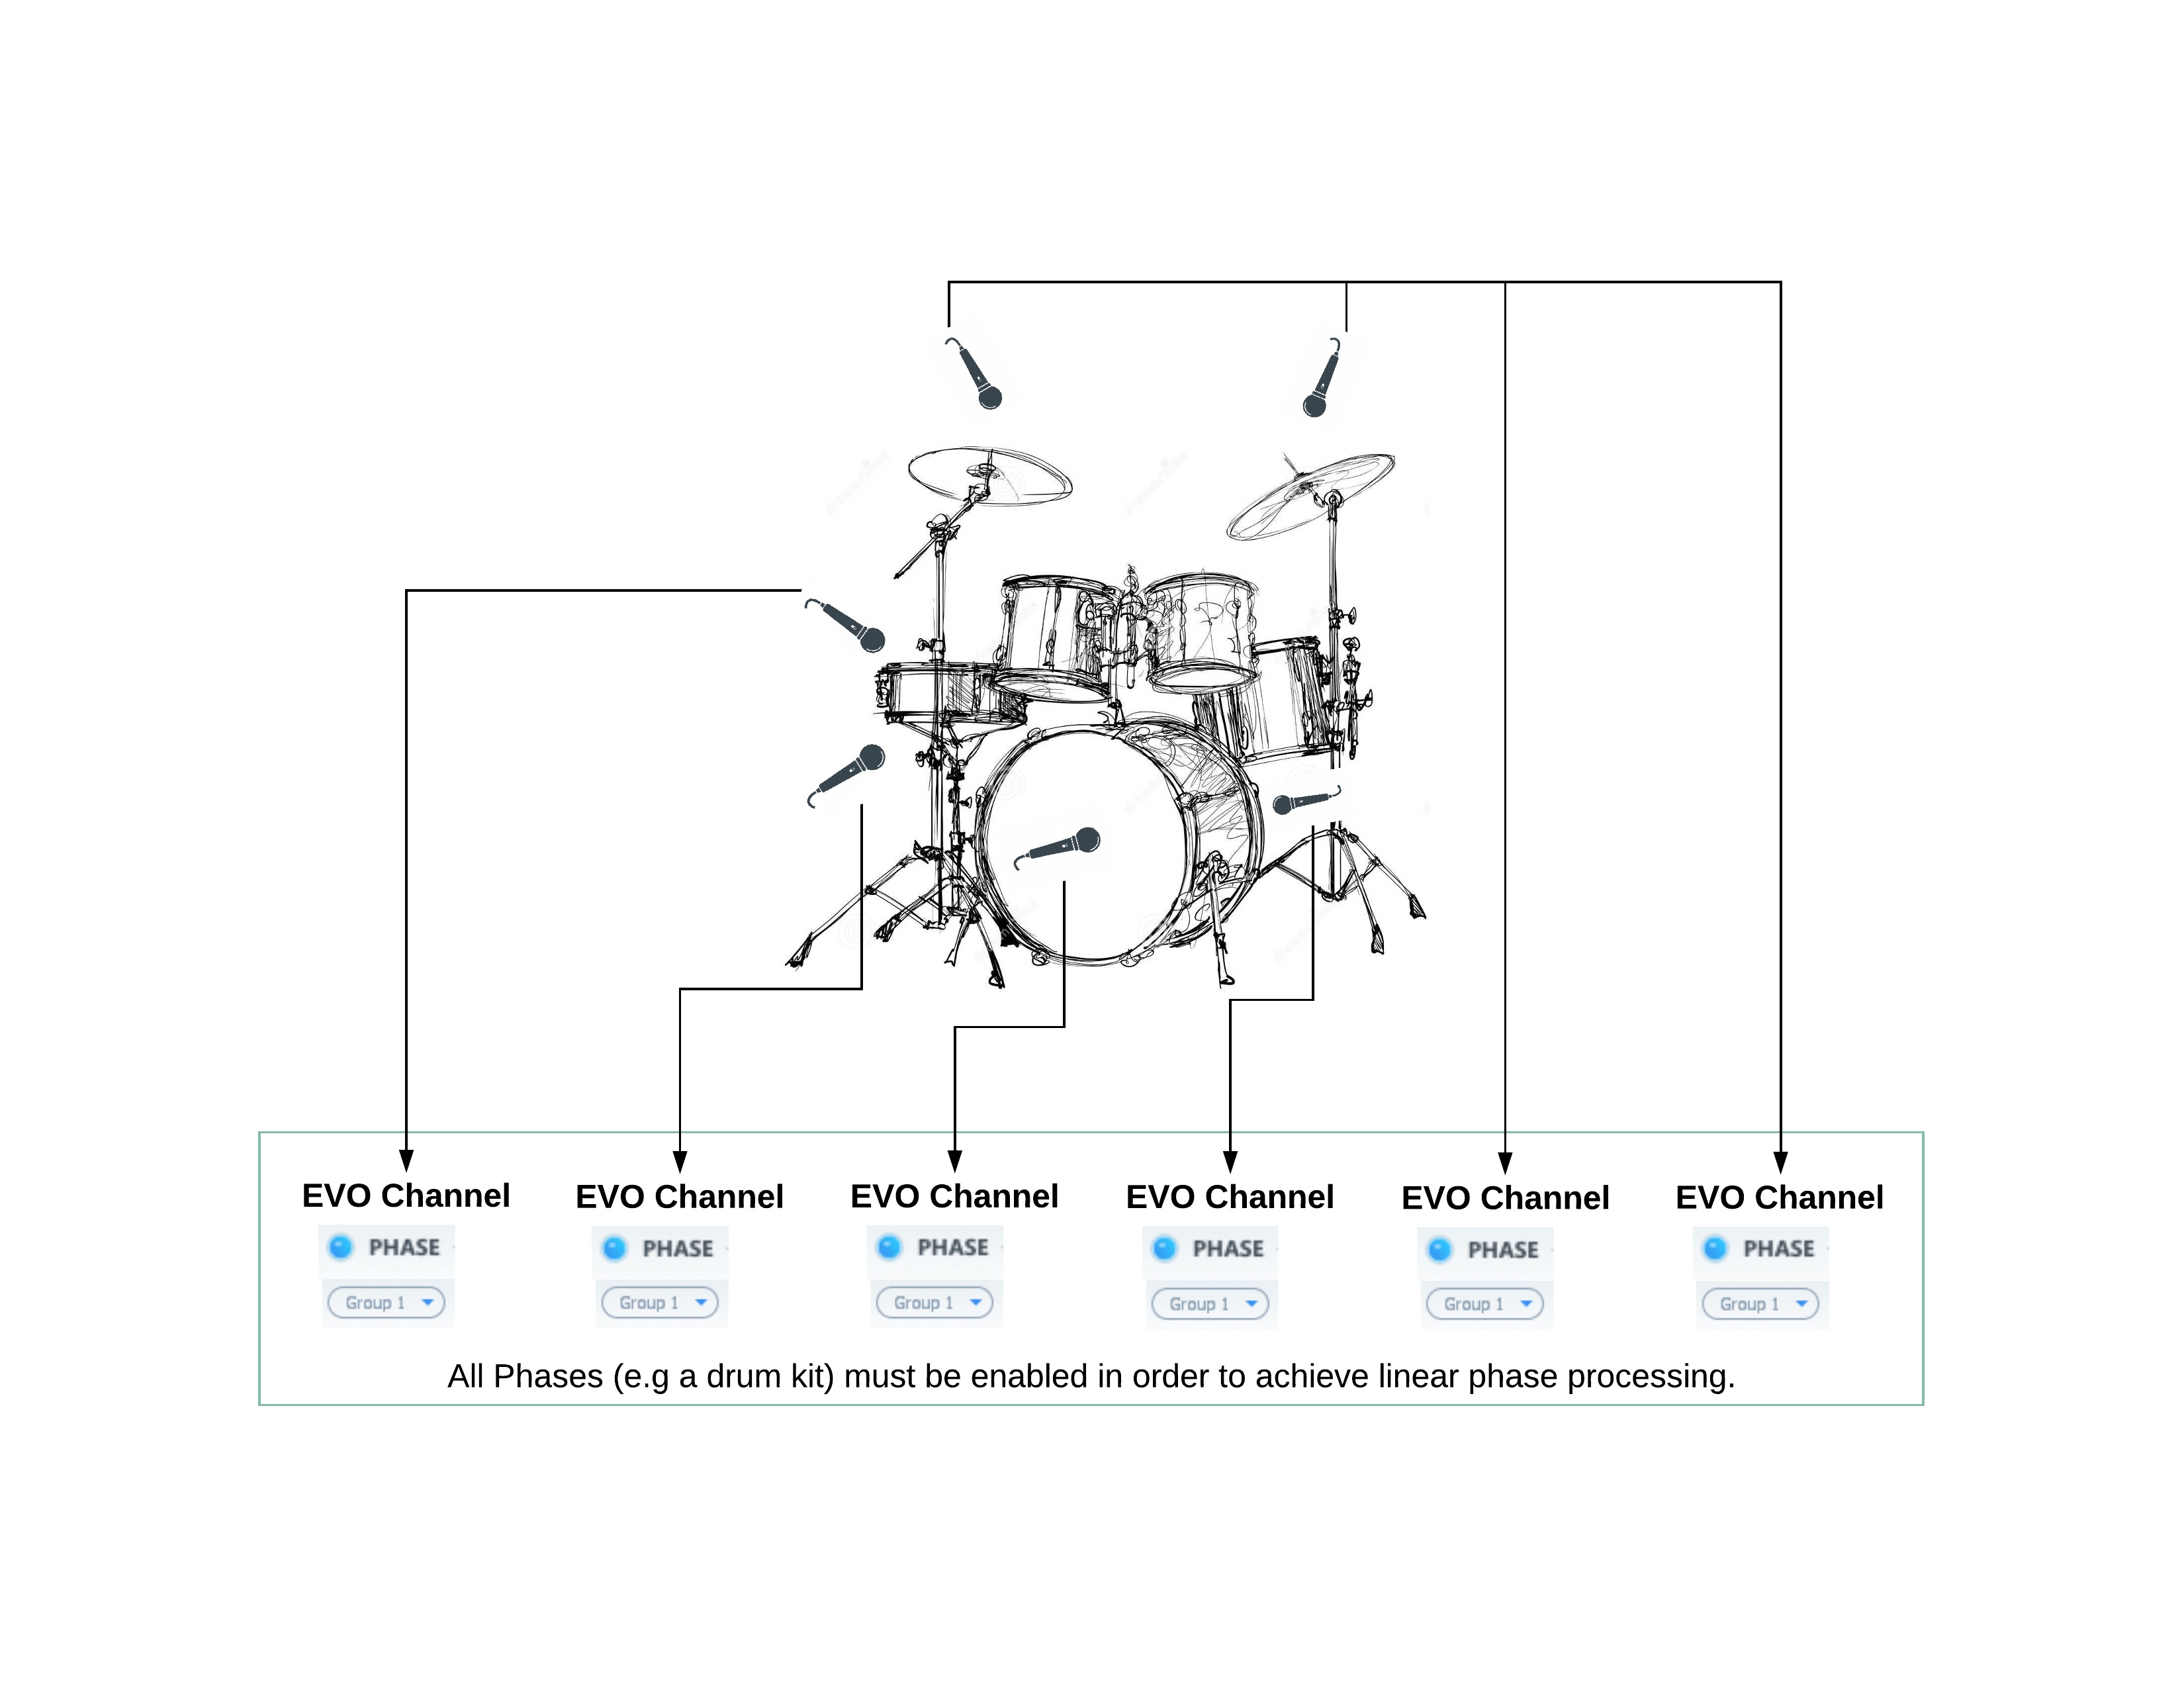 EVO Channel
EVO Channel
EVO Channel
EVO Channel
EVO Channel
EVO Channel
PHASE
PHASE
PHASE
PHASE
PHASE
PHASE
Group 1
Group 1
Group 1
Group 1
Group 1
Group 1
All Phases (e.g a drum kit) must be enabled in order to achieve linear phase processing.